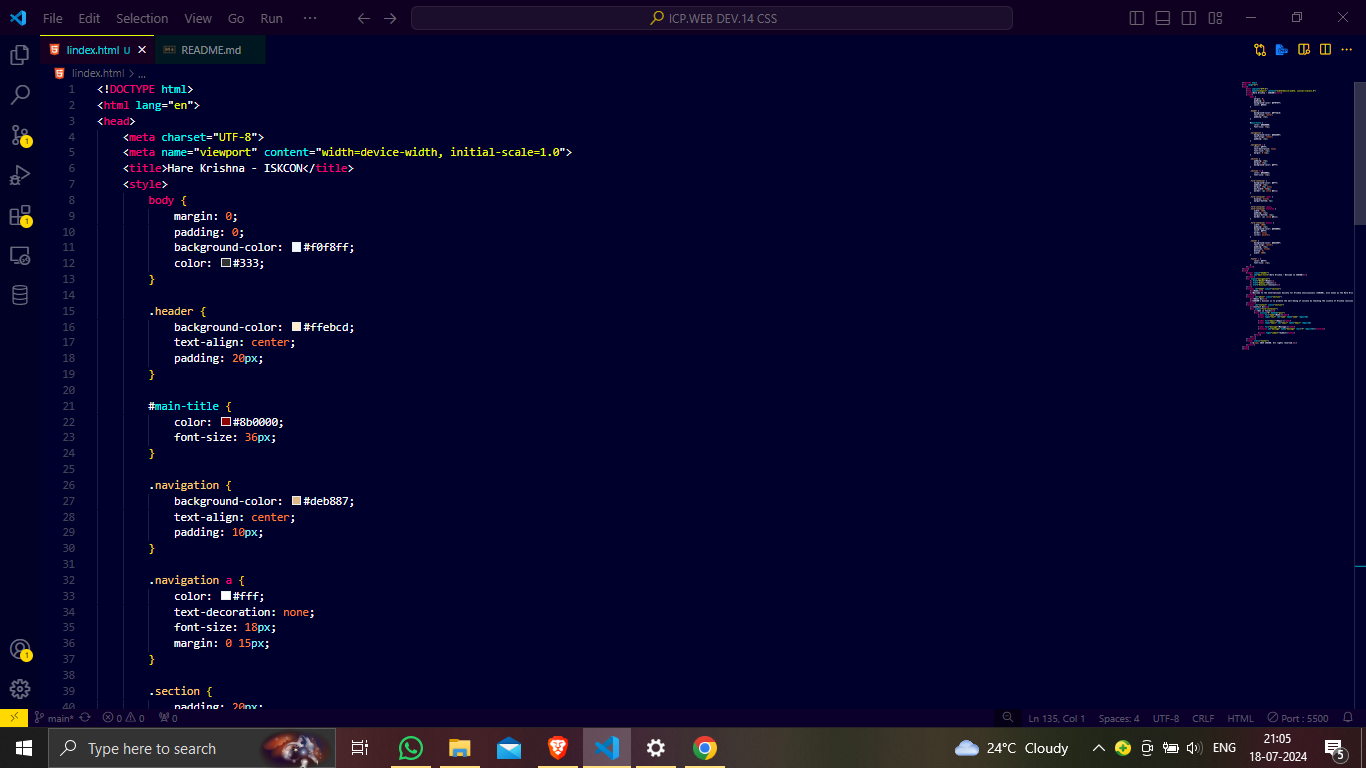 File Edit Selection View Go Run ··· ICP.WEB DEV.14 CSS
lindex.html U README.md
lindex.html > ...
1 <!DOCTYPE html>
2 <html lang="en">
3 <head>
4 <meta charset="UTF-8">
5 <meta name="viewport" content="width=device-width, initial-scale=1.0">
6 <title>Hare Krishna - ISKCON</title>
7 <style>
8 body {
9 margin: 0;
10 padding: 0;
11 background-color: #f0f8ff;
12 color: #333;
13 }
14
15 .header {
16 background-color: #ffebcd;
17 text-align: center;
18 padding: 20px;
19 }
20
21 #main-title {
22 color: #8b0000;
23 font-size: 36px;
24 }
25
26 .navigation {
27 background-color: #deb887;
28 text-align: center;
29 padding: 10px;
30 }
31
32 .navigation a {
33 color: #fff;
34 text-decoration: none;
35 font-size: 18px;
36 margin: 0 15px;
37 }
38
39 .section {
40 padding: 20px;
main* 0 0 0 Ln 135, Col 1 Spaces: 4 UTF-8 CRLF HTML Port : 5500
Type here to search 24°C Cloudy ENG 21:05
18-07-2024 5